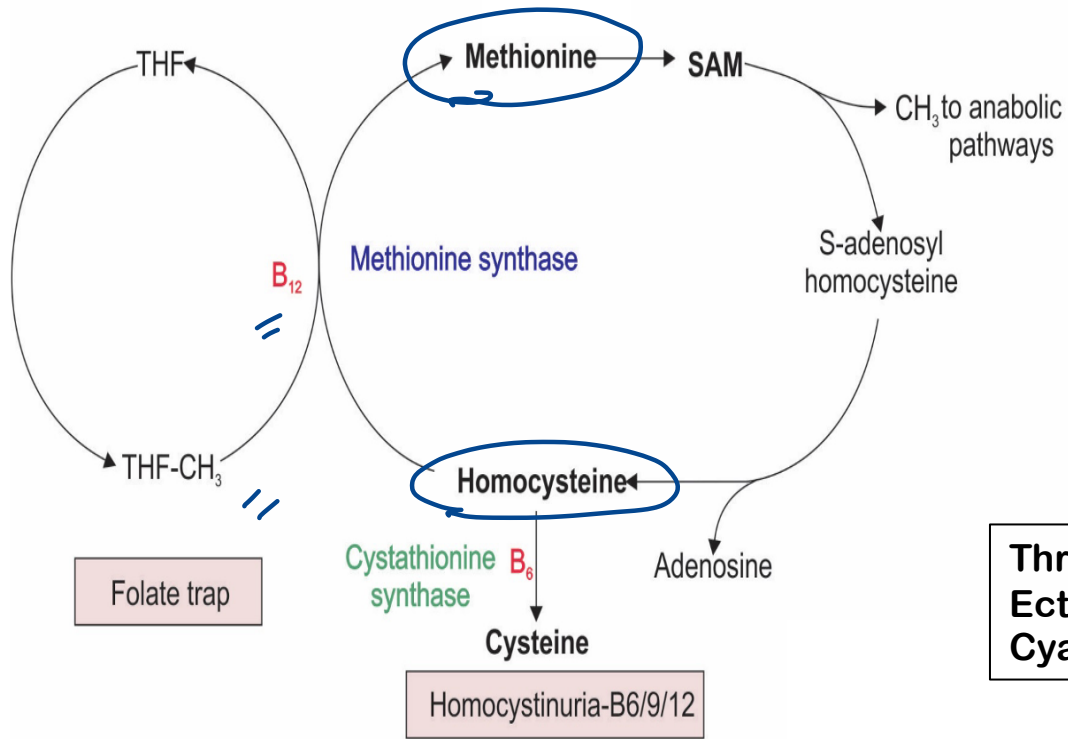 THF
Methionine
SAM
CH₃ to anabolic
pathways
S-adenosyl
homocysteine
Methionine synthase
B₁₂
THF-CH₃
Homocysteine
Adenosine
Cystathionine
synthase
B₆
Cysteine
Folate trap
Homocystinuria-B6/9/12
Thr
Ect
Cya